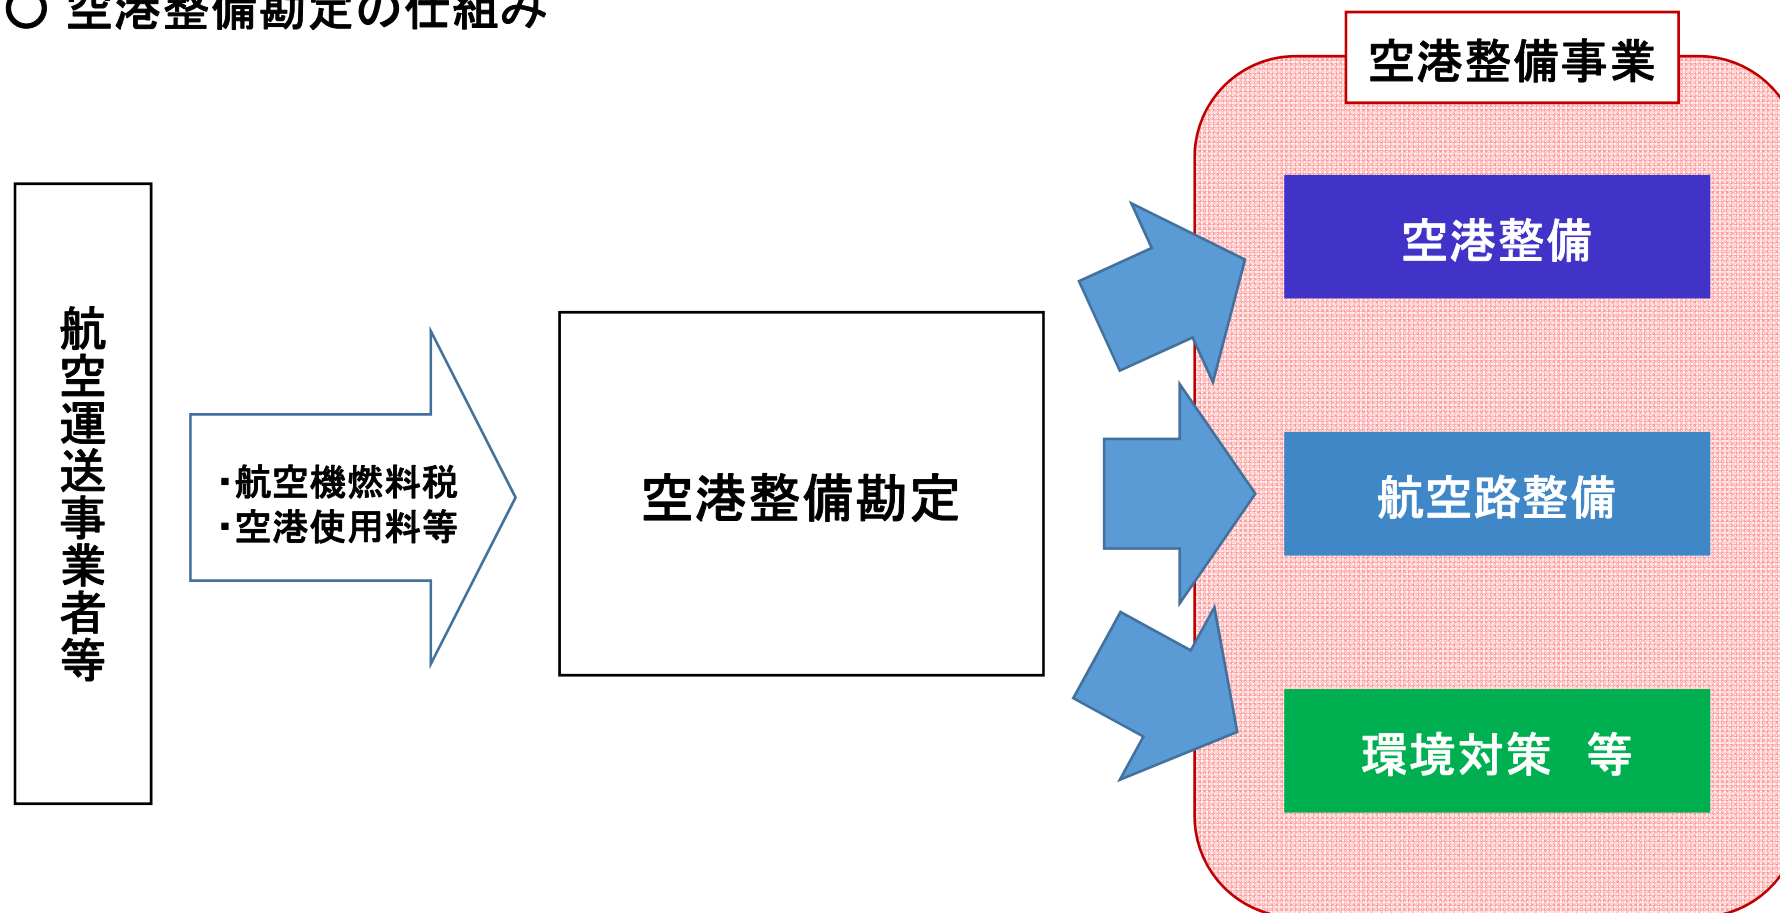 ○ 空港整備勘定の仕組み
航空運送事業者等
・航空機燃料税
・空港使用料等
空港整備勘定
空港整備事業
空港整備
航空路整備
環境対策　等